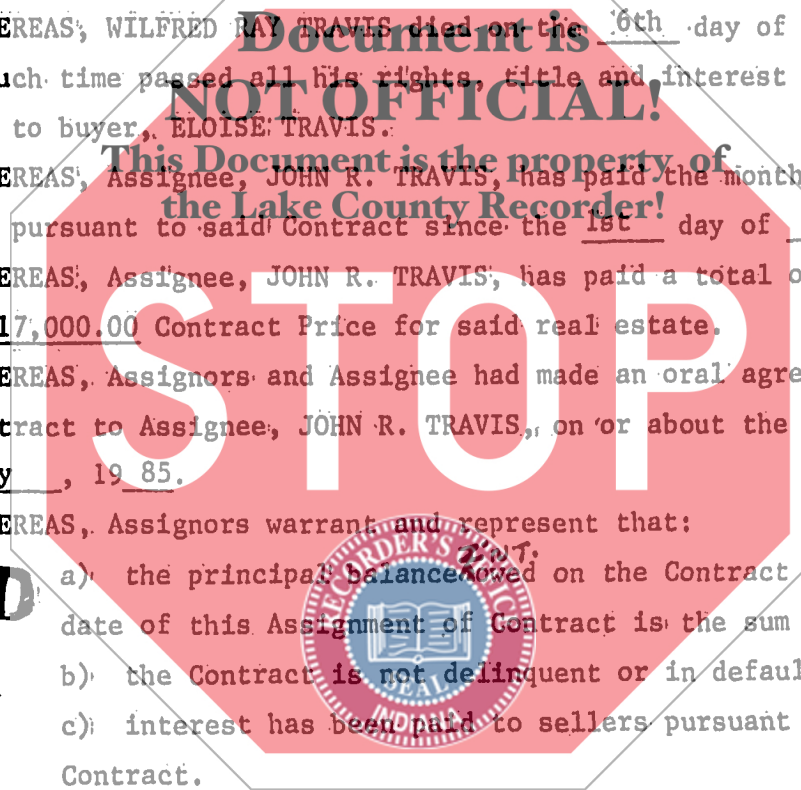 EREAS, WILFRED RAY TRAVIS died on the 6th day of
Document is
uch time passed all his rights, title and interest
NOT OFFICIAL!
to buyer, ELOISE TRAVIS.
This Document is the property of
EREAS, Assignee, JOHN R. TRAVIS, has paid the month
the Lake County Recorder!
pursuant to said Contract since the 1st day of
EREAS, Assignee, JOHN R. TRAVIS, has paid a total o
17,000.00 Contract Price for said real estate.
STOP
EREAS, Assignors and Assignee had made an oral agre
tract to Assignee, JOHN R. TRAVIS, on or about the
y, 19 85.
EREAS, Assignors warrant and represent that:
RECORDER'S OFFICE
a) the principal balance owed on the Contract
date of this Assignment of Contract is the sum
b) the Contract is not delinquent or in defaul
SEAL
c) interest has been paid to sellers pursuant
INDIANA
Contract.